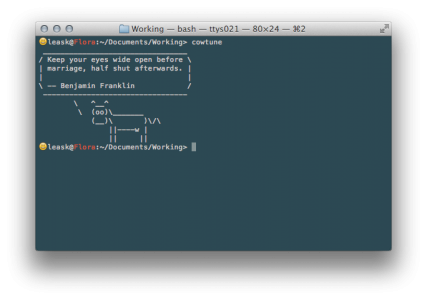 Working — bash — ttys021 — 80×24 — ⌘2
😀leask@Flora:~/Documents/Working> cowtune
 _________________________________
/ Keep your eyes wide open before \
| marriage, half shut afterwards. |
|                                 |
\ -- Benjamin Franklin            /
 ---------------------------------
        \   ^__^
         \  (oo)\_______
            (__)\       )\/\
                ||----w |
                ||     ||
😀leask@Flora:~/Documents/Working>